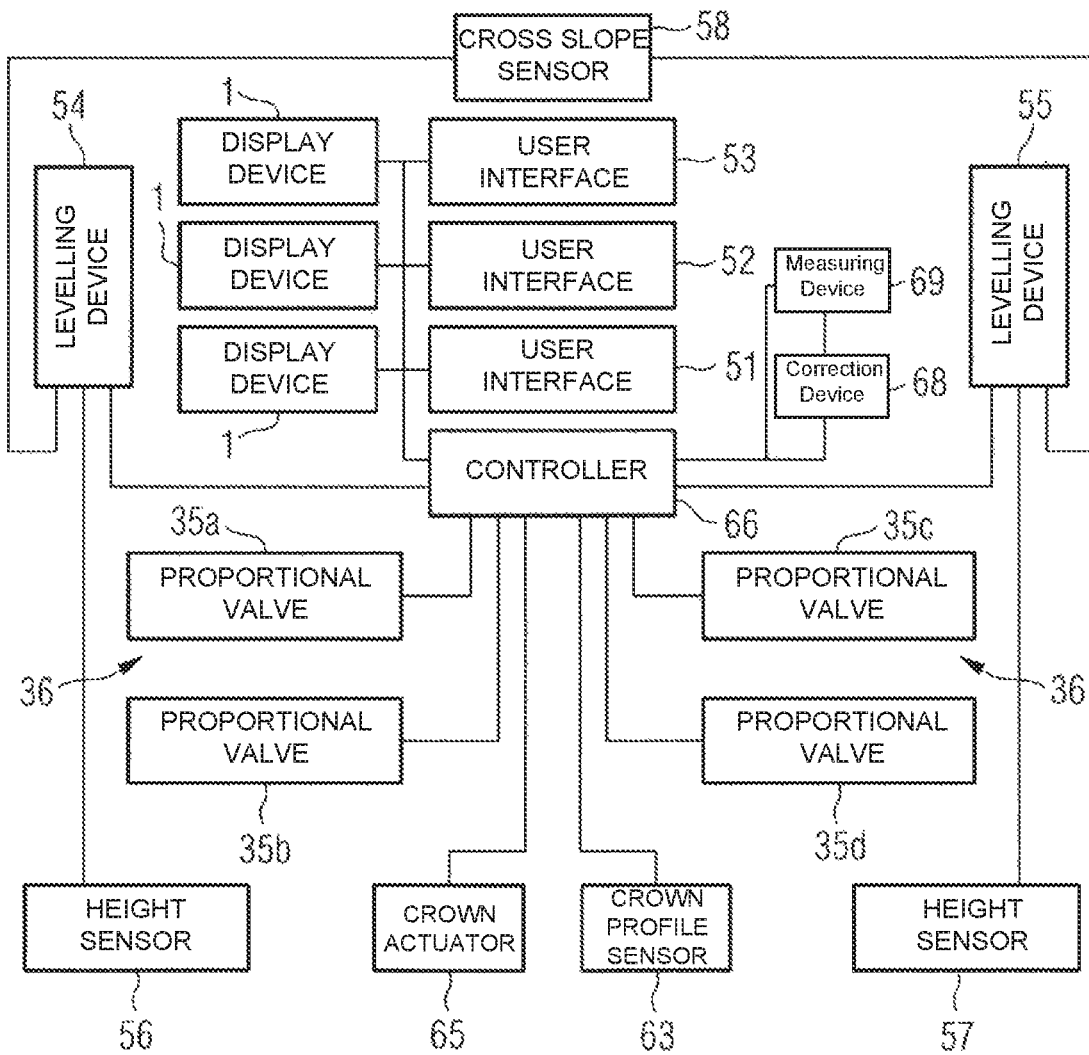 CROSS SLOPE
SENSOR
58
54
1
DISPLAY
DEVICE
USER
INTERFACE
53
55
LEVELLING
DEVICE
1
DISPLAY
DEVICE
USER
INTERFACE
52
Measuring
Device
69
LEVELLING
DEVICE
DISPLAY
DEVICE
1
USER
INTERFACE
51
Correction
Device
68
CONTROLLER
66
35a
PROPORTIONAL
VALVE
35c
PROPORTIONAL
VALVE
36
36
PROPORTIONAL
VALVE
35b
PROPORTIONAL
VALVE
35d
HEIGHT
SENSOR
56
CROWN
ACTUATOR
65
CROWN
PROFILE
SENSOR
63
HEIGHT
SENSOR
57